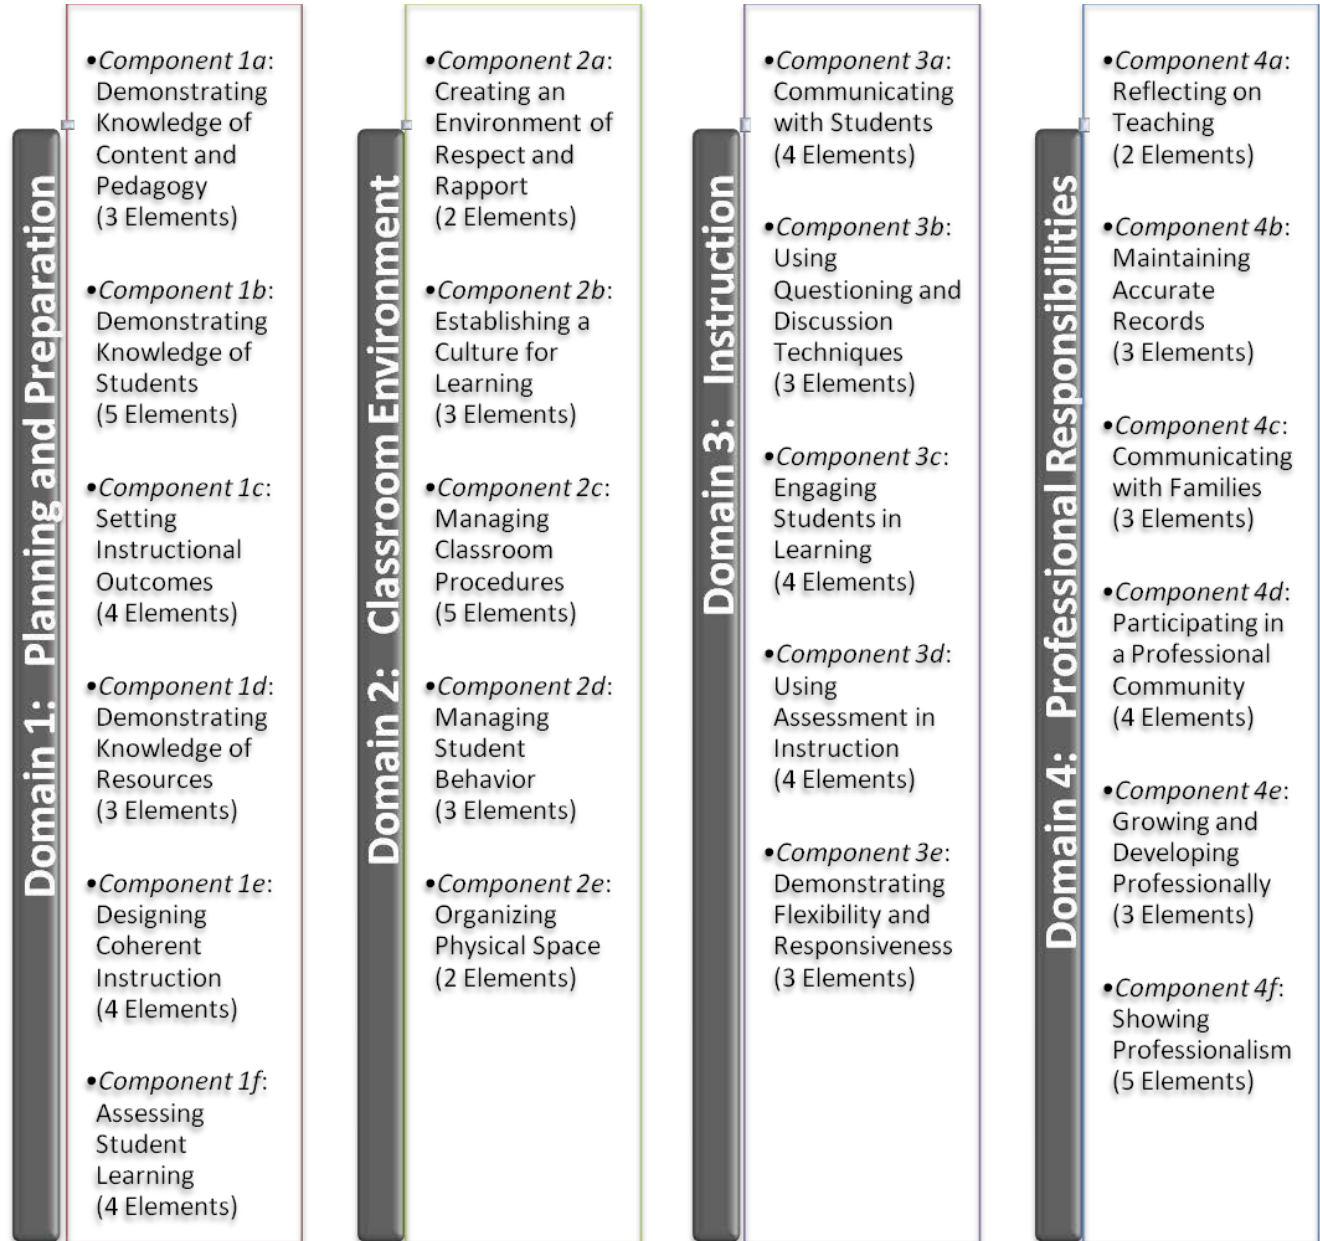 Domain 1: Planning and Preparation
•Component 1a:
Demonstrating
Knowledge of
Content and
Pedagogy
(3 Elements)
•Component 1b:
Demonstrating
Knowledge of
Students
(5 Elements)
•Component 1c:
Setting
Instructional
Outcomes
(4 Elements)
•Component 1d:
Demonstrating
Knowledge of
Resources
(3 Elements)
•Component 1e:
Designing
Coherent
Instruction
(4 Elements)
•Component 1f:
Assessing
Student
Learning
(4 Elements)
Domain 2: Classroom Environment
•Component 2a:
Creating an
Environment of
Respect and
Rapport
(2 Elements)
•Component 2b:
Establishing a
Culture for
Learning
(3 Elements)
•Component 2c:
Managing
Classroom
Procedures
(5 Elements)
•Component 2d:
Managing
Student
Behavior
(3 Elements)
•Component 2e:
Organizing
Physical Space
(2 Elements)
Domain 3: Instruction
•Component 3a:
Communicating
with Students
(4 Elements)
•Component 3b:
Using
Questioning and
Discussion
Techniques
(3 Elements)
•Component 3c:
Engaging
Students in
Learning
(4 Elements)
•Component 3d:
Using
Assessment in
Instruction
(4 Elements)
•Component 3e:
Demonstrating
Flexibility and
Responsiveness
(3 Elements)
Domain 4: Professional Responsibilities
•Component 4a:
Reflecting on
Teaching
(2 Elements)
•Component 4b:
Maintaining
Accurate
Records
(3 Elements)
•Component 4c:
Communicating
with Families
(3 Elements)
•Component 4d:
Participating in
a Professional
Community
(4 Elements)
•Component 4e:
Growing and
Developing
Professionally
(3 Elements)
•Component 4f:
Showing
Professionalism
(5 Elements)